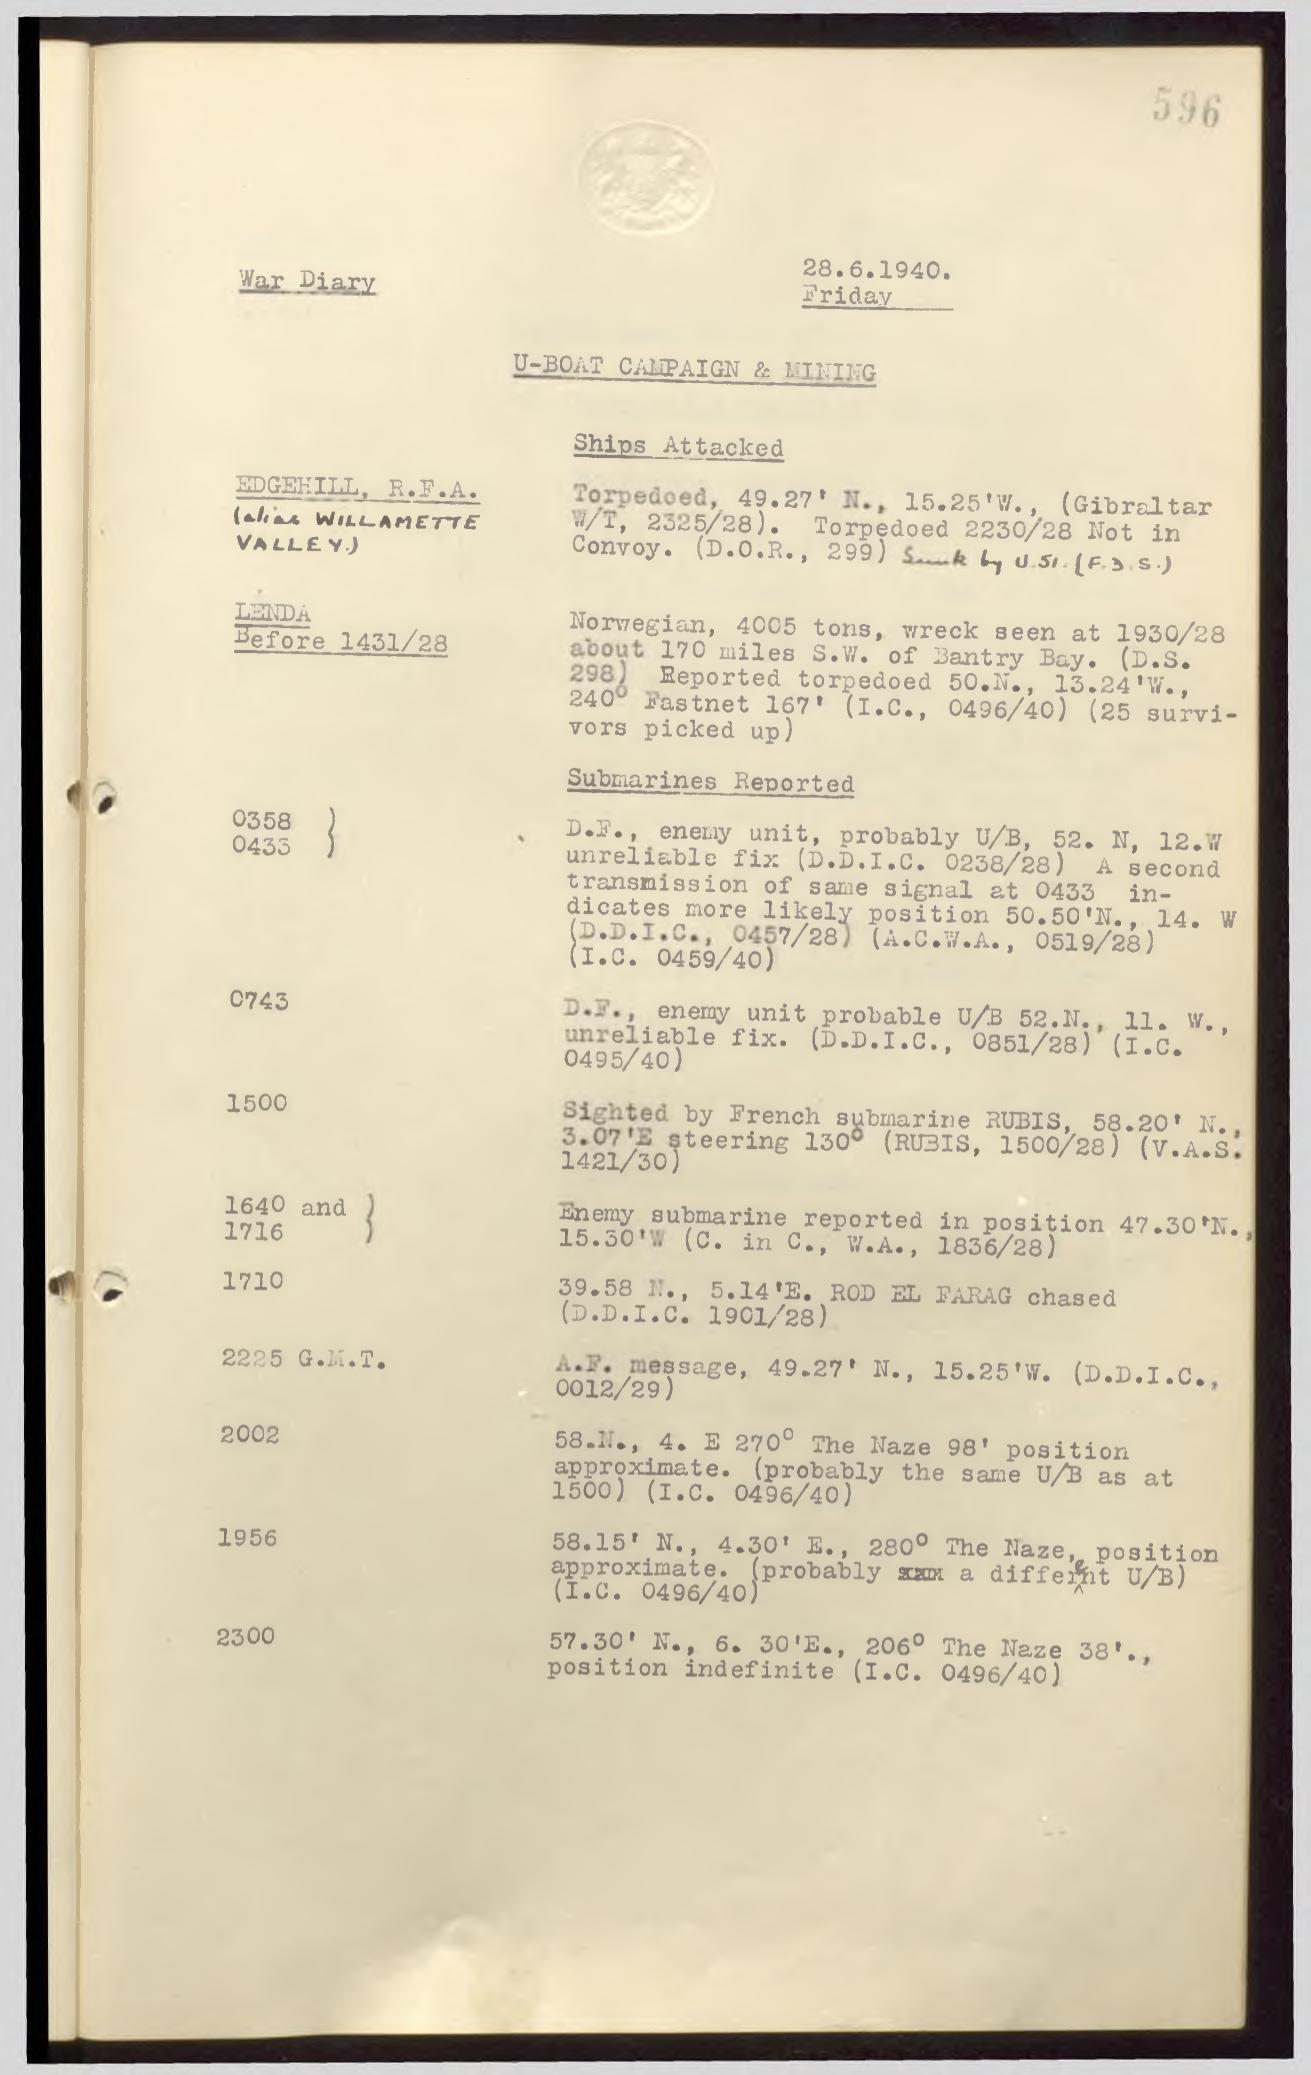 596
War Diary
28.6.1940.
Friday
U-BOAT CAMPAIGN & MINING
Ships Attacked
EDGEHILL, R.F.A.
(alias WILLAMETTE
VALLEY.)
Torpedoed, 49.27' N., 15.25'W., (Gibraltar
W/T, 2325/28). Torpedoed 2230/28 Not in
Convoy. (D.O.R., 299) Sunk by U.51. (F.D.S.)
LENDA
Before 1431/28
Norwegian, 4005 tons, wreck seen at 1930/28
about 170 miles S.W. of Bantry Bay. (D.S.
298) Reported torpedoed 50.N., 13.24'W.,
240° Fastnet 167' (I.C., 0496/40) (25 survi-
vors picked up)
Submarines Reported
0358 }
0433 }
D.F., enemy unit, probably U/B, 52. N, 12.W
unreliable fix (D.D.I.C. 0238/28) A second
transmission of same signal at 0433 in-
dicates more likely position 50.50'N., 14. W
(D.D.I.C., 0457/28) (A.C.W.A., 0519/28)
(I.C. 0459/40)
0743
D.F., enemy unit probable U/B 52.N., 11. W.,
unreliable fix. (D.D.I.C., 0851/28) (I.C.
0495/40)
1500
Sighted by French submarine RUBIS, 58.20' N.,
3.07'E steering 130° (RUBIS, 1500/28) (V.A.S.
1421/30)
1640 and }
1716 }
Enemy submarine reported in position 47.30'N.,
15.30'W (C. in C., W.A., 1836/28)
1710
39.58 N., 5.14'E. ROD EL FARAG chased
(D.D.I.C. 1901/28)
2225 G.M.T.
A.F. message, 49.27' N., 15.25'W. (D.D.I.C.,
0012/29)
2002
58.N., 4. E 270° The Naze 98' position
approximate. (probably the same U/B as at
1500) (I.C. 0496/40)
1956
58.15' N., 4.30' E., 280° The Naze, position
approximate. (probably a different U/B)
(I.C. 0496/40)
2300
57.30' N., 6. 30'E., 206° The Naze 38'.,
position indefinite (I.C. 0496/40)